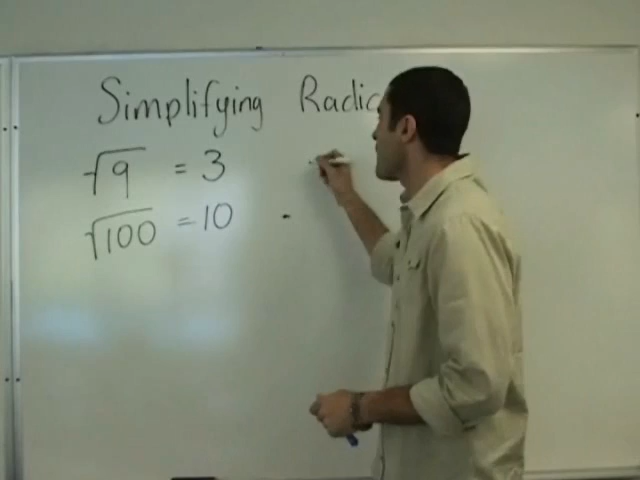 Simplifying Radic
√9 = 3
√100 = 10